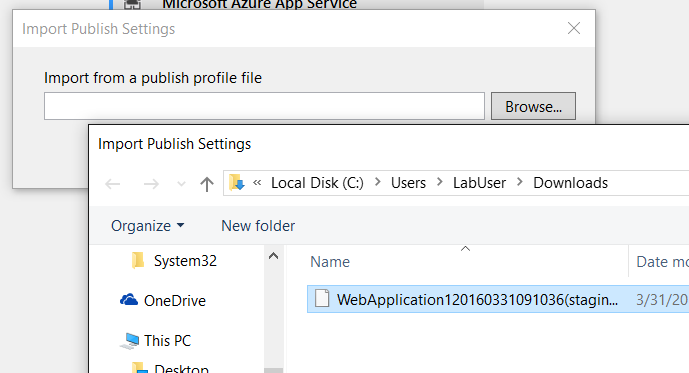 Microsoft Azure App Service
Import Publish Settings
Import from a publish profile file
Browse...
Import Publish Settings
« Local Disk (C:) > Users > LabUser > Downloads
Organize New folder
System32
OneDrive
This PC
Desktop
Name Date mo
WebApplication120160331091036(stagin... 3/31/20